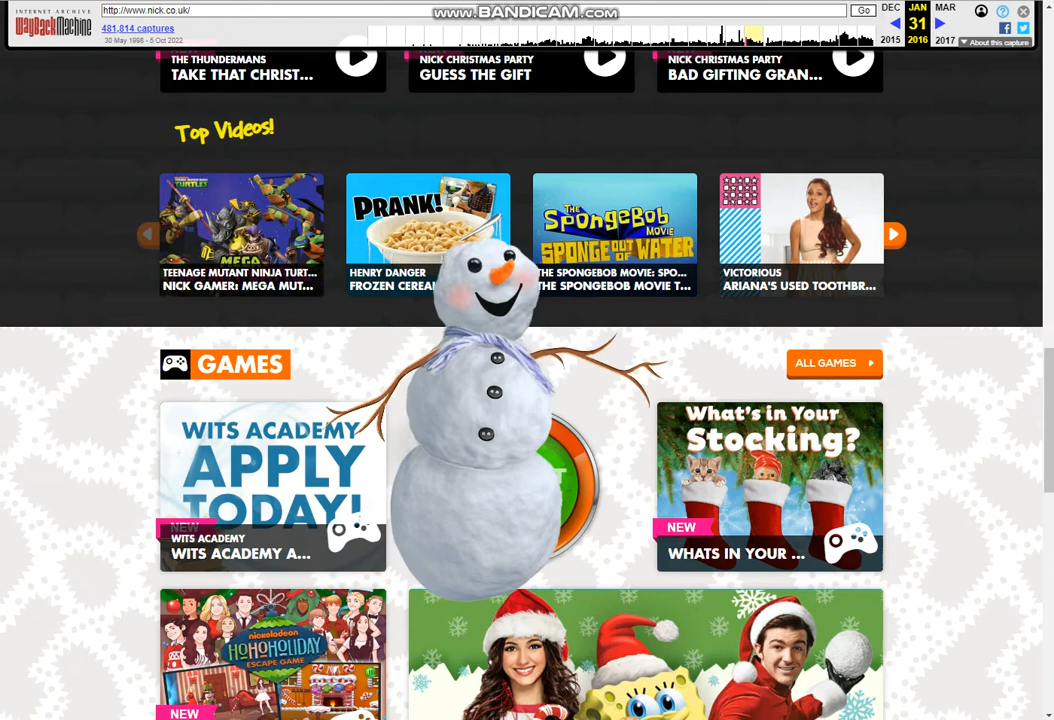 INTERNET ARCHIVE
WayBackMachine
http://www.nick.co.uk/
Go
481,814 captures
30 May 1998 - 5 Oct 2022
www.BANDICAM.com
DEC
JAN
MAR
31
2015
2016
2017
About this capture
THE THUNDERMANS
TAKE THAT CHRIST...
NICK CHRISTMAS PARTY
GUESS THE GIFT
NICK CHRISTMAS PARTY
BAD GIFTING GRAN...
Top Videos!
TEENAGE MUTANT NINJA TURTLES
MEGA
TEENAGE MUTANT NINJA TURT...
NICK GAMER: MEGA MUT...
PRANK!
HENRY DANGER
FROZEN CEREA
THE SpongeBob MOVIE
SPONGE OUT OF WATER
THE SPONGEBOB MOVIE: SPO...
THE SPONGEBOB MOVIE T...
VICTORIOUS
ARIANA'S USED TOOTHBR...
GAMES
ALL GAMES
WITS ACADEMY
APPLY
TODAY!
NEW
WITS ACADEMY
WITS ACADEMY A...
What's in Your
Stocking?
NEW
WHATS IN YOUR ...
nickelodeon
HOHOHOLIDAY
ESCAPE GAME
NEW